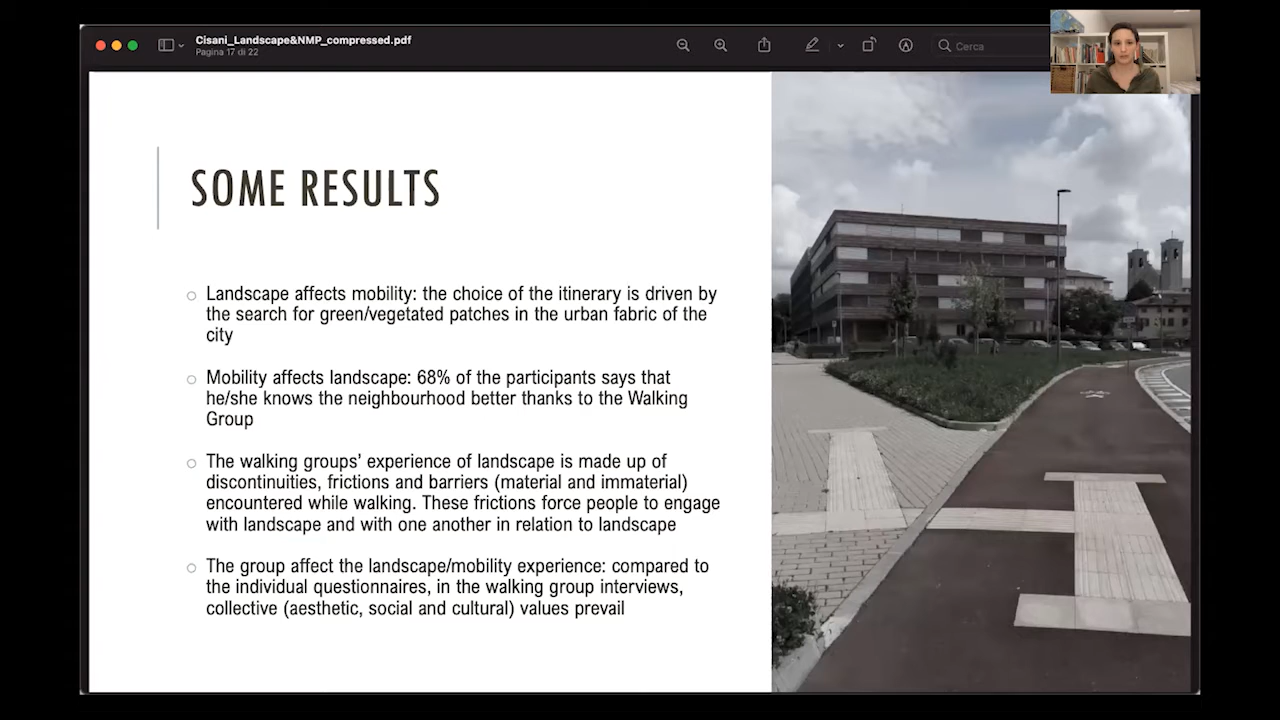 Cisani_Landscape&NMP_compressed.pdf
Pagina 17 di 22
Cerca
SOME RESULTS
Landscape affects mobility: the choice of the itinerary is driven by
the search for green/vegetated patches in the urban fabric of the
city
Mobility affects landscape: 68% of the participants says that
he/she knows the neighbourhood better thanks to the Walking
Group
The walking groups’ experience of landscape is made up of
discontinuities, frictions and barriers (material and immaterial)
encountered while walking. These frictions force people to engage
with landscape and with one another in relation to landscape
The group affect the landscape/mobility experience: compared to
the individual questionnaires, in the walking group interviews,
collective (aesthetic, social and cultural) values prevail